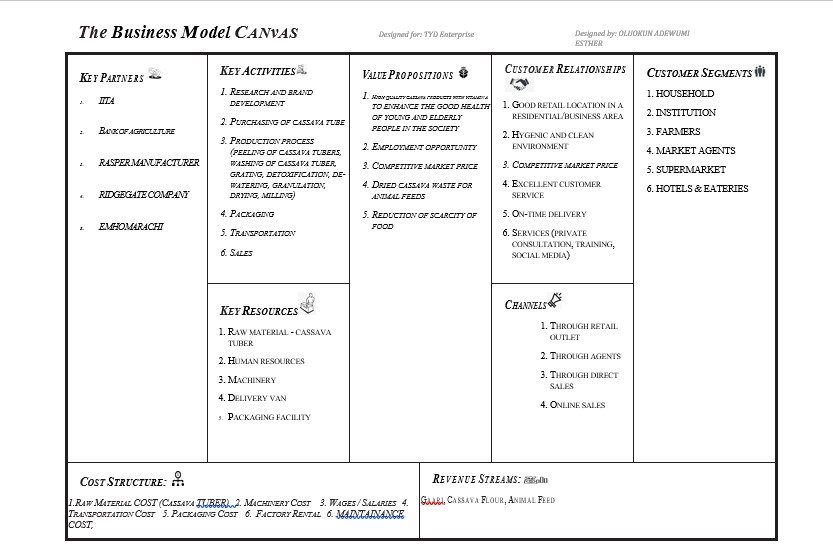 The Business Model CANVAS
Designed for: TYD Enterprise
Designed by: OLUOKUN ADEWUMI
ESTHER
KEY PARTNERS
1. IITA
2. BANK OF AGRICULTURE
3. RASPER MANUFACTURER
4. RIDGEGATE COMPANY
5. EMHOMARACHI
KEY ACTIVITIES
1. RESEARCH AND BRAND
DEVELOPMENT
2. PURCHASING OF CASSAVA TUBE
3. PRODUCTION PROCESS
(PEELING OF CASSAVA TUBERS,
WASHING OF CASSAVA TUBER,
GRATING, DETOXIFICATION, DE-
WATERING, GRANULATION,
DRYING, MILLING)
4. PACKAGING
5. TRANSPORTATION
6. SALES
KEY RESOURCES
1. RAW MATERIAL - CASSAVA
TUBER
2. HUMAN RESOURCES
3. MACHINERY
4. DELIVERY VAN
5. PACKAGING FACILITY
VALUE PROPOSITIONS
1. HIGH QUALITY CASSAVA PRODUCTS WITH VITAMIN A
TO ENHANCE THE GOOD HEALTH
OF YOUNG AND ELDERLY
PEOPLE IN THE SOCIETY
2. EMPLOYMENT OPPORTUNITY
3. COMPETITIVE MARKET PRICE
4. DRIED CASSAVA WASTE FOR
ANIMAL FEEDS
5. REDUCTION OF SCARCITY OF
FOOD
CUSTOMER RELATIONSHIPS
1. GOOD RETAIL LOCATION IN A
RESIDENTIAL/BUSINESS AREA
2. HYGENIC AND CLEAN
ENVIRONMENT
3. COMPETITIVE MARKET PRICE
4. EXCELLENT CUSTOMER
SERVICE
5. ON-TIME DELIVERY
6. SERVICES (PRIVATE
CONSULTATION, TRAINING,
SOCIAL MEDIA)
CHANNELS
1. THROUGH RETAIL
OUTLET
2. THROUGH AGENTS
3. THROUGH DIRECT
SALES
4. ONLINE SALES
CUSTOMER SEGMENTS
1. HOUSEHOLD
2. INSTITUTION
3. FARMERS
4. MARKET AGENTS
5. SUPERMARKET
6. HOTELS & EATERIES
COST STRUCTURE:
1.RAW MATERIAL COST (CASSAVA TUBER) 2. MACHINERY COST 3. WAGES / SALARIES 4.
TRANSPORTATION COST 5. PACKAGING COST 6. FACTORY RENTAL 6. MAINTAINANCE
COST,
REVENUE STREAMS:
GAARI, CASSAVA FLOUR, ANIMAL FEED